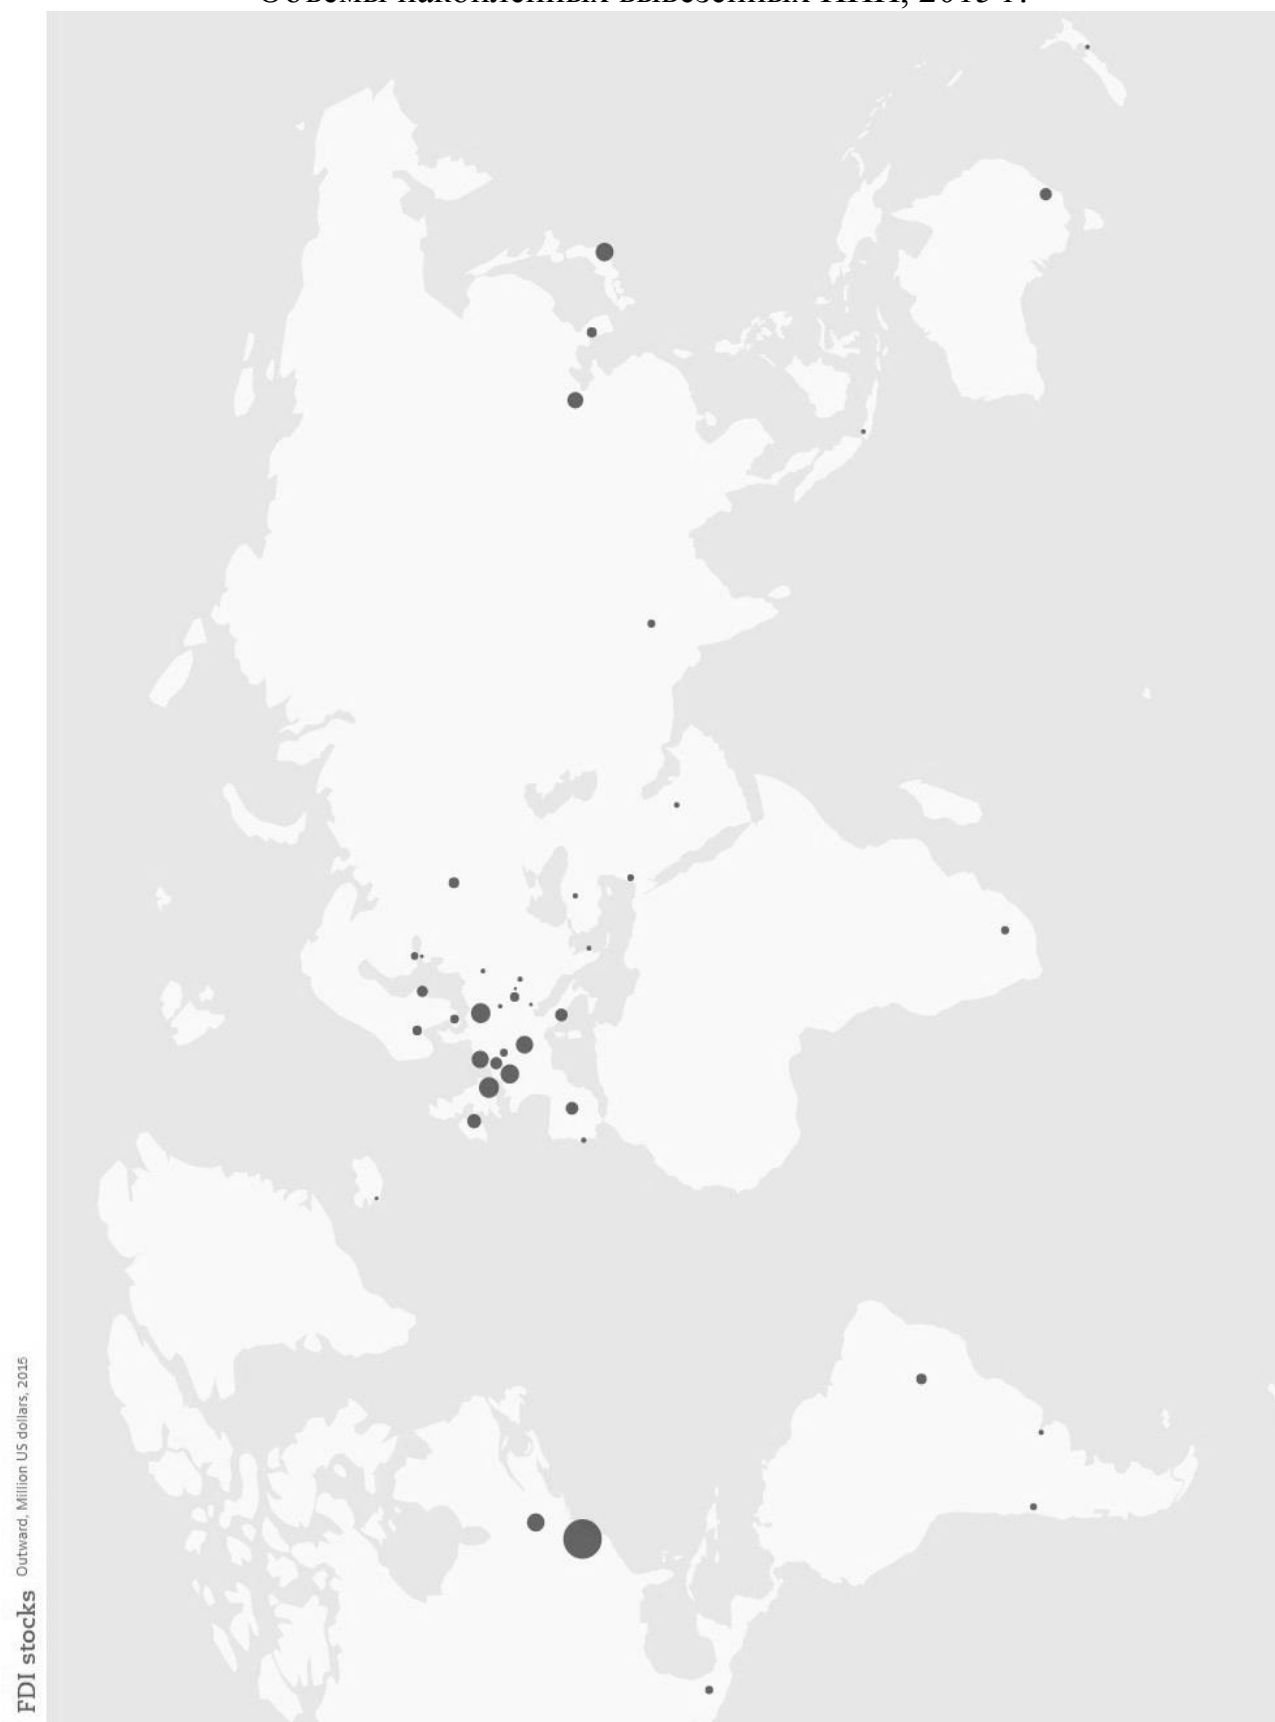 Объемы накопленных вывезенных ПИИ, 2015 г.
FDI stocks Outward, Million US dollars, 2015